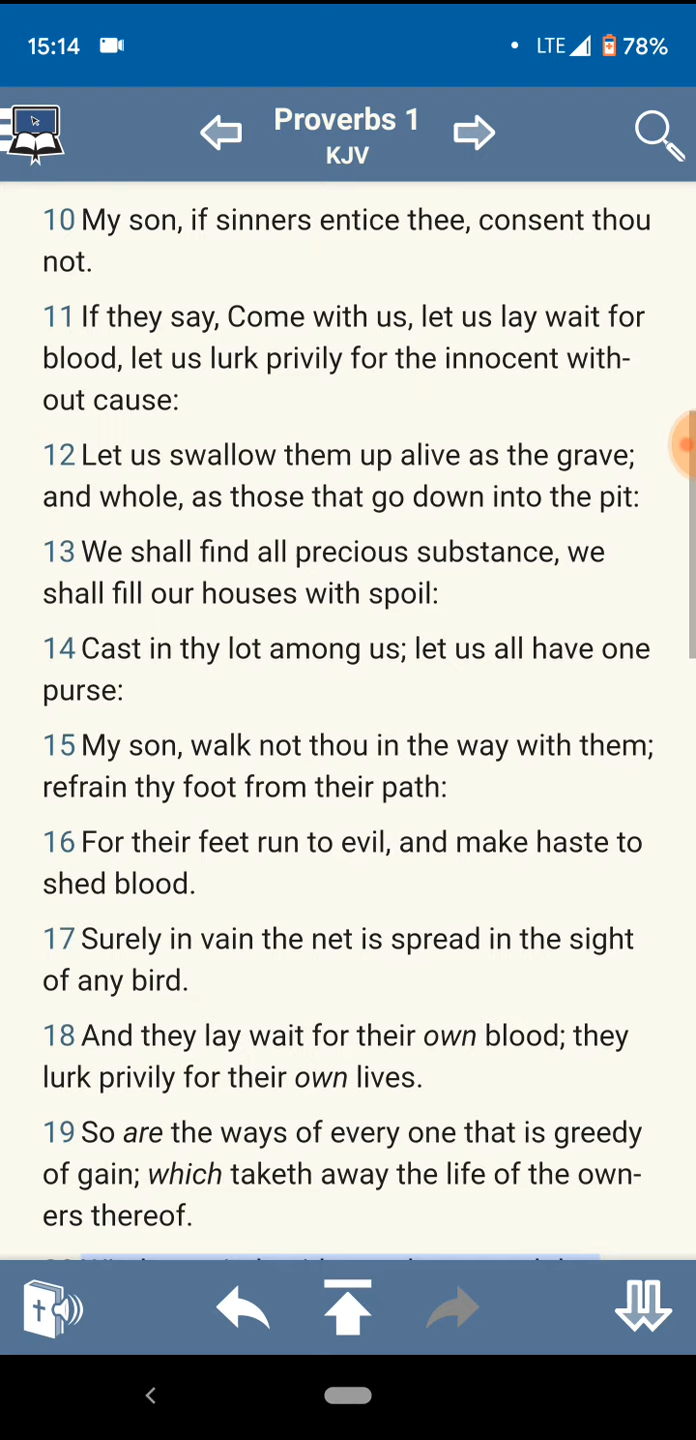 15:14 LTE 78%
Proverbs 1
KJV
10 My son, if sinners entice thee, consent thou
not.
11 If they say, Come with us, let us lay wait for
blood, let us lurk privily for the innocent with-
out cause:
12 Let us swallow them up alive as the grave;
and whole, as those that go down into the pit:
13 We shall find all precious substance, we
shall fill our houses with spoil:
14 Cast in thy lot among us; let us all have one
purse:
15 My son, walk not thou in the way with them;
refrain thy foot from their path:
16 For their feet run to evil, and make haste to
shed blood.
17 Surely in vain the net is spread in the sight
of any bird.
18 And they lay wait for their own blood; they
lurk privily for their own lives.
19 So are the ways of every one that is greedy
of gain; which taketh away the life of the own-
ers thereof.